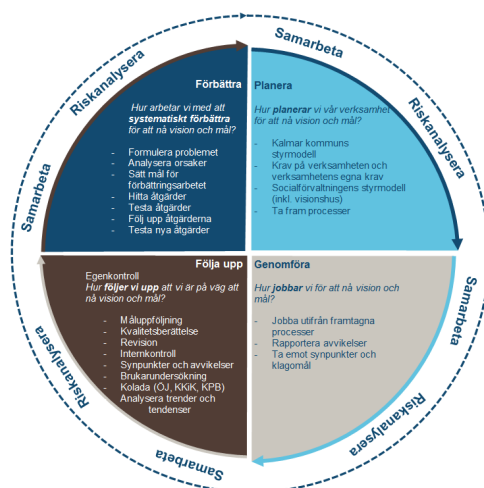 Samarbeta
Riskanalysera
Samarbeta
Riskanalysera
Samarbeta
Riskanalysera
Samarbeta
Riskanalysera
Förbättra
Hur arbetar vi med att
systematiskt förbättra
för att nå vision och mål?
- Formulera problemet
- Analysera orsaker
- Sätt mål för
förbättringsarbetet
- Hitta åtgärder
- Testa åtgärder
- Följ upp åtgärderna
- Testa nya åtgärder
Planera
Hur planerar vi vår verksamhet
för att nå vision och mål?
- Kalmar kommuns
styrmodell
- Krav på verksamheten och
verksamhetens egna krav
- Socialförvaltningens styrmodell
(inkl. visionshus)
- Ta fram processer
Följa upp
Egenkontroll
Hur följer vi upp att vi är på väg att
nå vision och mål?
- Måluppföljning
- Kvalitetsberättelse
- Revision
- Internkontroll
- Synpunkter och avvikelser
- Brukarundersökning
- Kolada (ÖJ, KKiK, KPB)
- Analysera trender och
tendenser
Genomföra
Hur jobbar vi för att nå vision och
mål?
- Jobba utifrån framtagna
processer
- Rapportera avvikelser
- Ta emot synpunkter och
klagomål